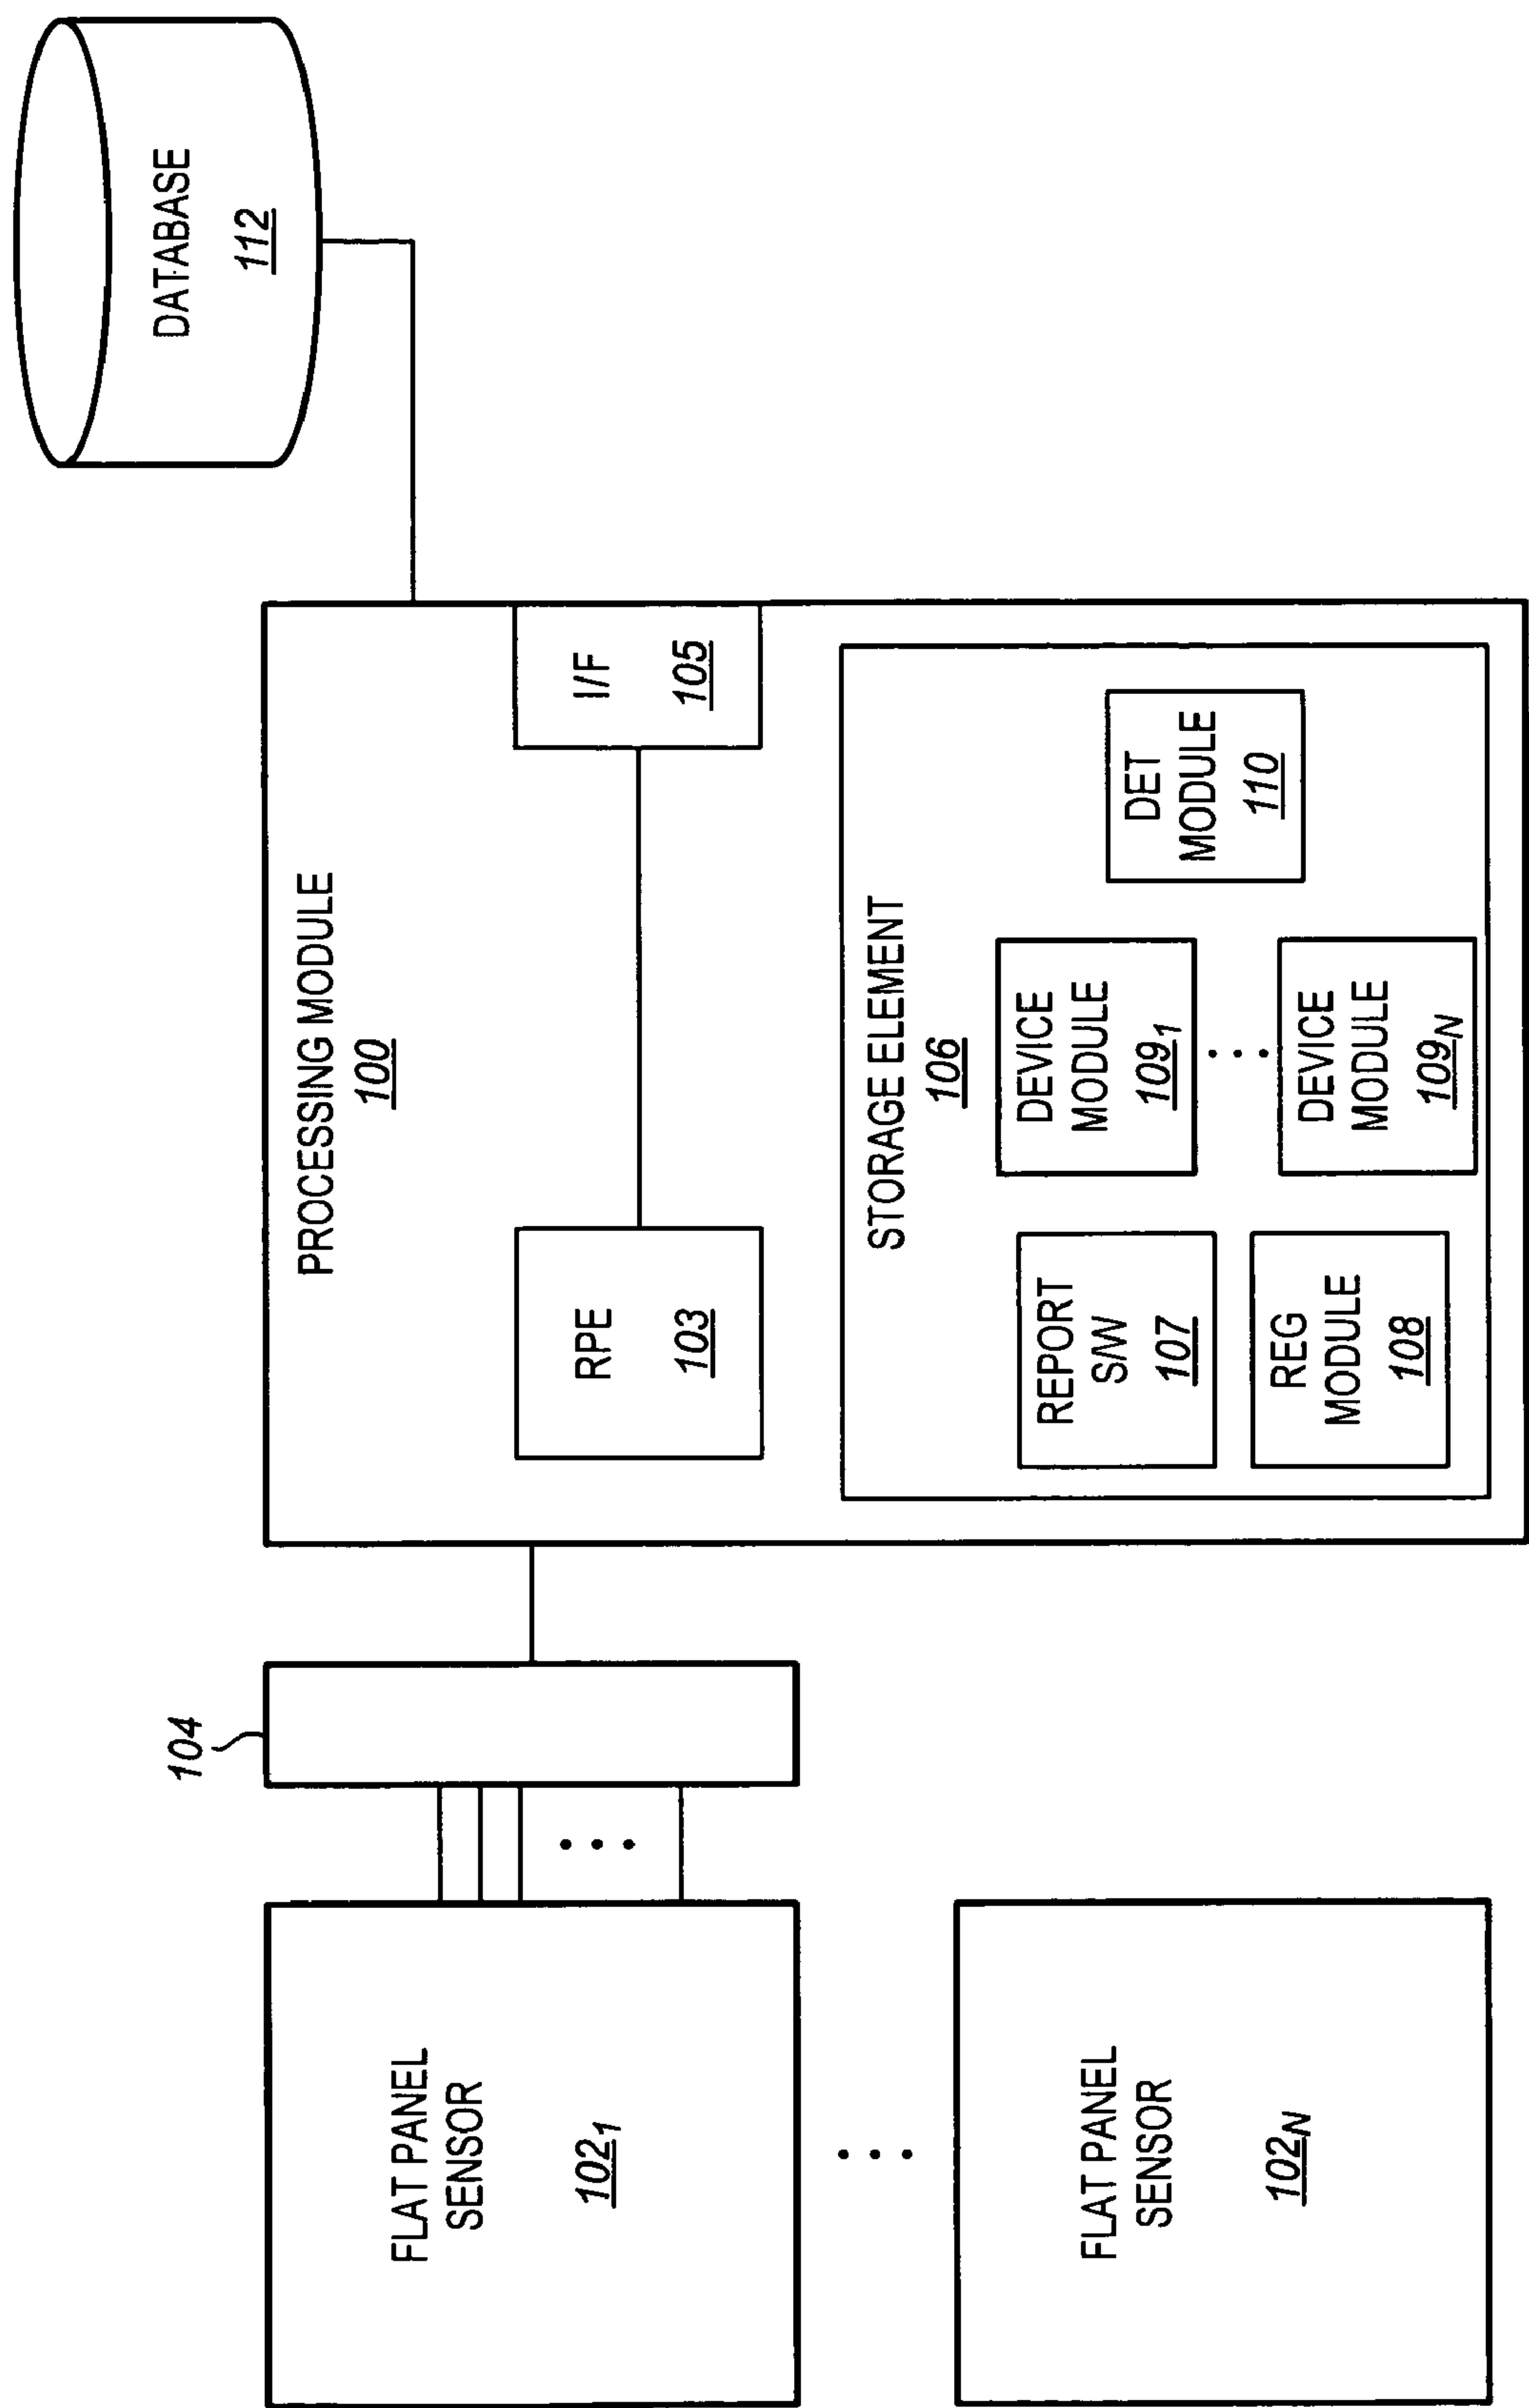 DATABASE
112
PROCESSING MODULE
100
I/F
105
RPE
103
STORAGE ELEMENT
106
DET
MODULE
110
DEVICE
MODULE
109₁
...
DEVICE
MODULE
109N
REPORT
S/W
107
REG
MODULE
108
104
...
FLAT PANEL
SENSOR
102₁
...
FLAT PANEL
SENSOR
102N